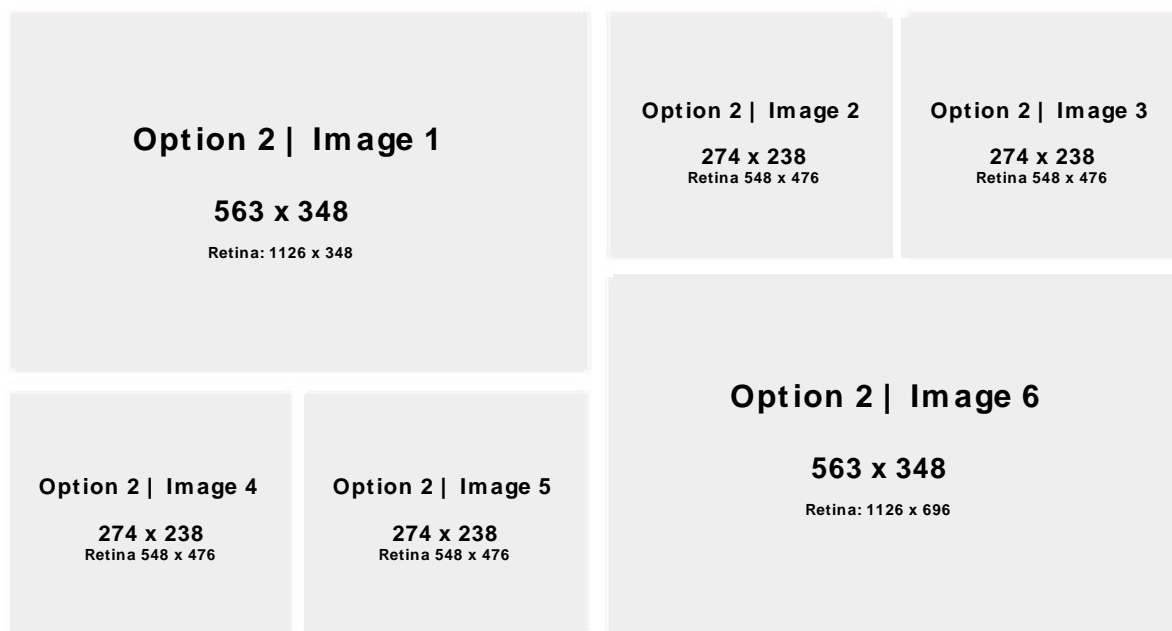 Option 2 | Image 1
563 x 348
Retina: 1126 x 348
Option 2 | Image 2
274 x 238
Retina 548 x 476
Option 2 | Image 3
274 x 238
Retina 548 x 476
Option 2 | Image 4
274 x 238
Retina 548 x 476
Option 2 | Image 5
274 x 238
Retina 548 x 476
Option 2 | Image 6
563 x 348
Retina: 1126 x 696